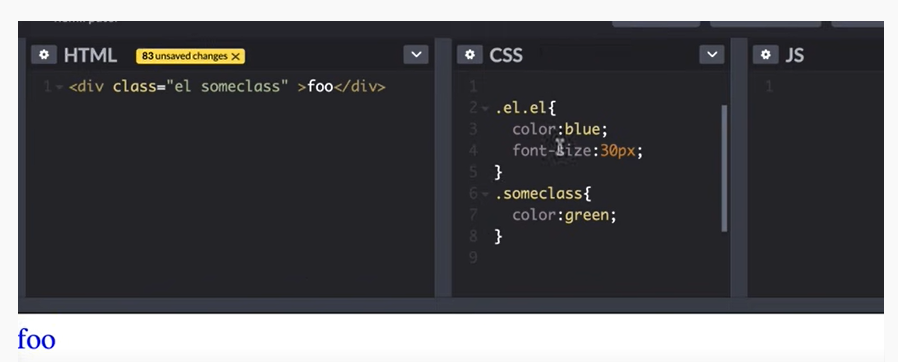 HTML 83 unsaved changes X
1 <div class="el someclass" >foo</div>
CSS
1
2 .el.el{
3 color:blue;
4 font-size:30px;
5 }
6 .someclass{
7 color:green;
8 }
9
JS
1
foo